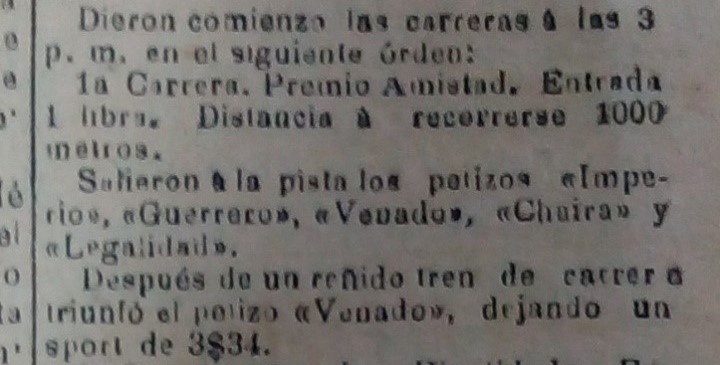 Dieron comienzo las carreras á las 3
p. m. en el siguiente órden:
1a Carrera. Premio Amistad. Entrada
1 libra. Distancia á recorrerse 1000
metros.
Salieron á la pista los petizos «Impe-
rio», «Guerrero», «Venado», «Chaira» y
«Legalidad».
Después de un reñido tren de carrera
triunfó el petizo «Venado», dejando un
sport de 3$34.